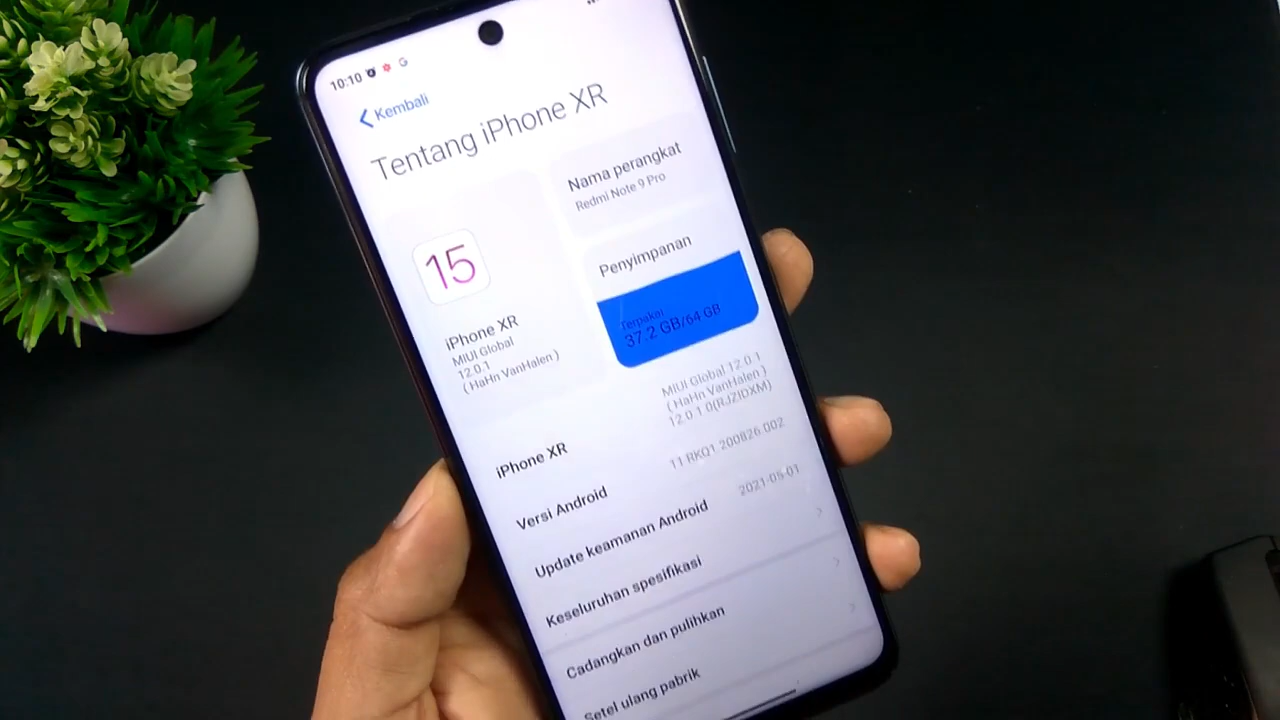 10:10
Kembali
Tentang iPhone XR
15
iPhone XR
MIUI Global
12.0.1
( HaHn VanHalen )
Nama perangkat
Redmi Note 9 Pro
Penyimpanan
Terpakai
37.2 GB/64 GB
iPhone XR
MIUI Global 12.0.1
( HaHn VanHalen )
12.0.1.0(RJZIDXM)
Versi Android
11 RKQ1.200826.002
Update keamanan Android
2021-05-01
Keseluruhan spesifikasi
Cadangkan dan pulihkan
Setel ulang pabrik